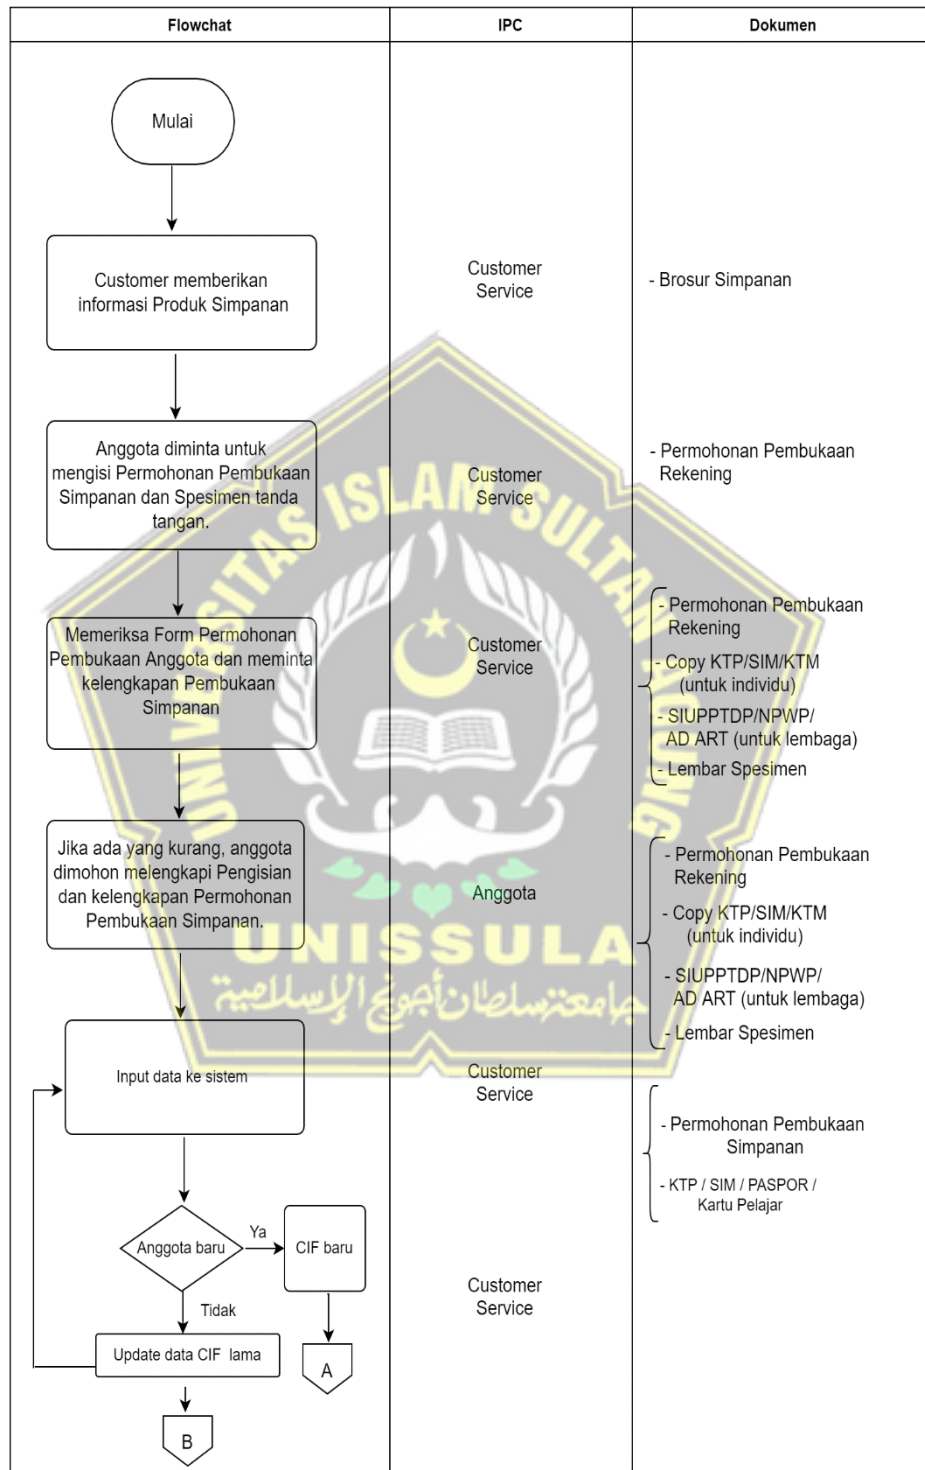 Flowchat
IPC
Dokumen
Mulai
Customer memberikan
informasi Produk Simpanan
Customer
Service
- Brosur Simpanan
Anggota diminta untuk
mengisi Permohonan Pembukaan
Simpanan dan Spesimen tanda
tangan.
Customer
Service
- Permohonan Pembukaan
Rekening
Memeriksa Form Permohonan
Pembukaan Anggota dan meminta
kelengkapan Pembukaan
Simpanan
Customer
Service
- Permohonan Pembukaan
Rekening
- Copy KTP/SIM/KTM
(untuk individu)
- SIUPPTDP/NPWP/
AD ART (untuk lembaga)
- Lembar Spesimen
Jika ada yang kurang, anggota
dimohon melengkapi Pengisian
dan kelengkapan Permohonan
Pembukaan Simpanan.
Anggota
- Permohonan Pembukaan
Rekening
- Copy KTP/SIM/KTM
(untuk individu)
- SIUPPTDP/NPWP/
AD ART (untuk lembaga)
- Lembar Spesimen
Input data ke sistem
Customer
Service
- Permohonan Pembukaan
Simpanan
- KTP / SIM / PASPOR /
Kartu Pelajar
Anggota baru
Ya
CIF baru
Tidak
Update data CIF lama
Customer
Service
A
B
UNIVERSITAS ISLAM SULTAN AGUNG
UNISSULA
جامعة سلطان أجونج الإسلامية